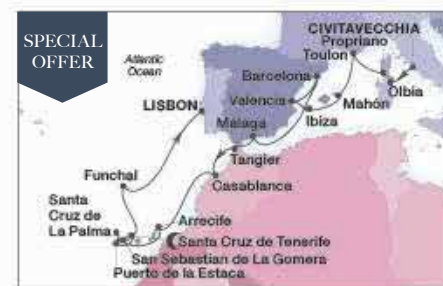 SPECIAL
OFFER
CIVITAVECCHIA
Propriano
Toulon
Atlantic
Ocean
Barcelona
Olbia
LISBON
Valencia
Mahón
Ibiza
Malaga
Tangier
Funchal
Casablanca
Santa
Cruz de
La Palma
Arrecife
Santa Cruz de Tenerife
San Sebastian de La Gomera
Puerto de la Estaca